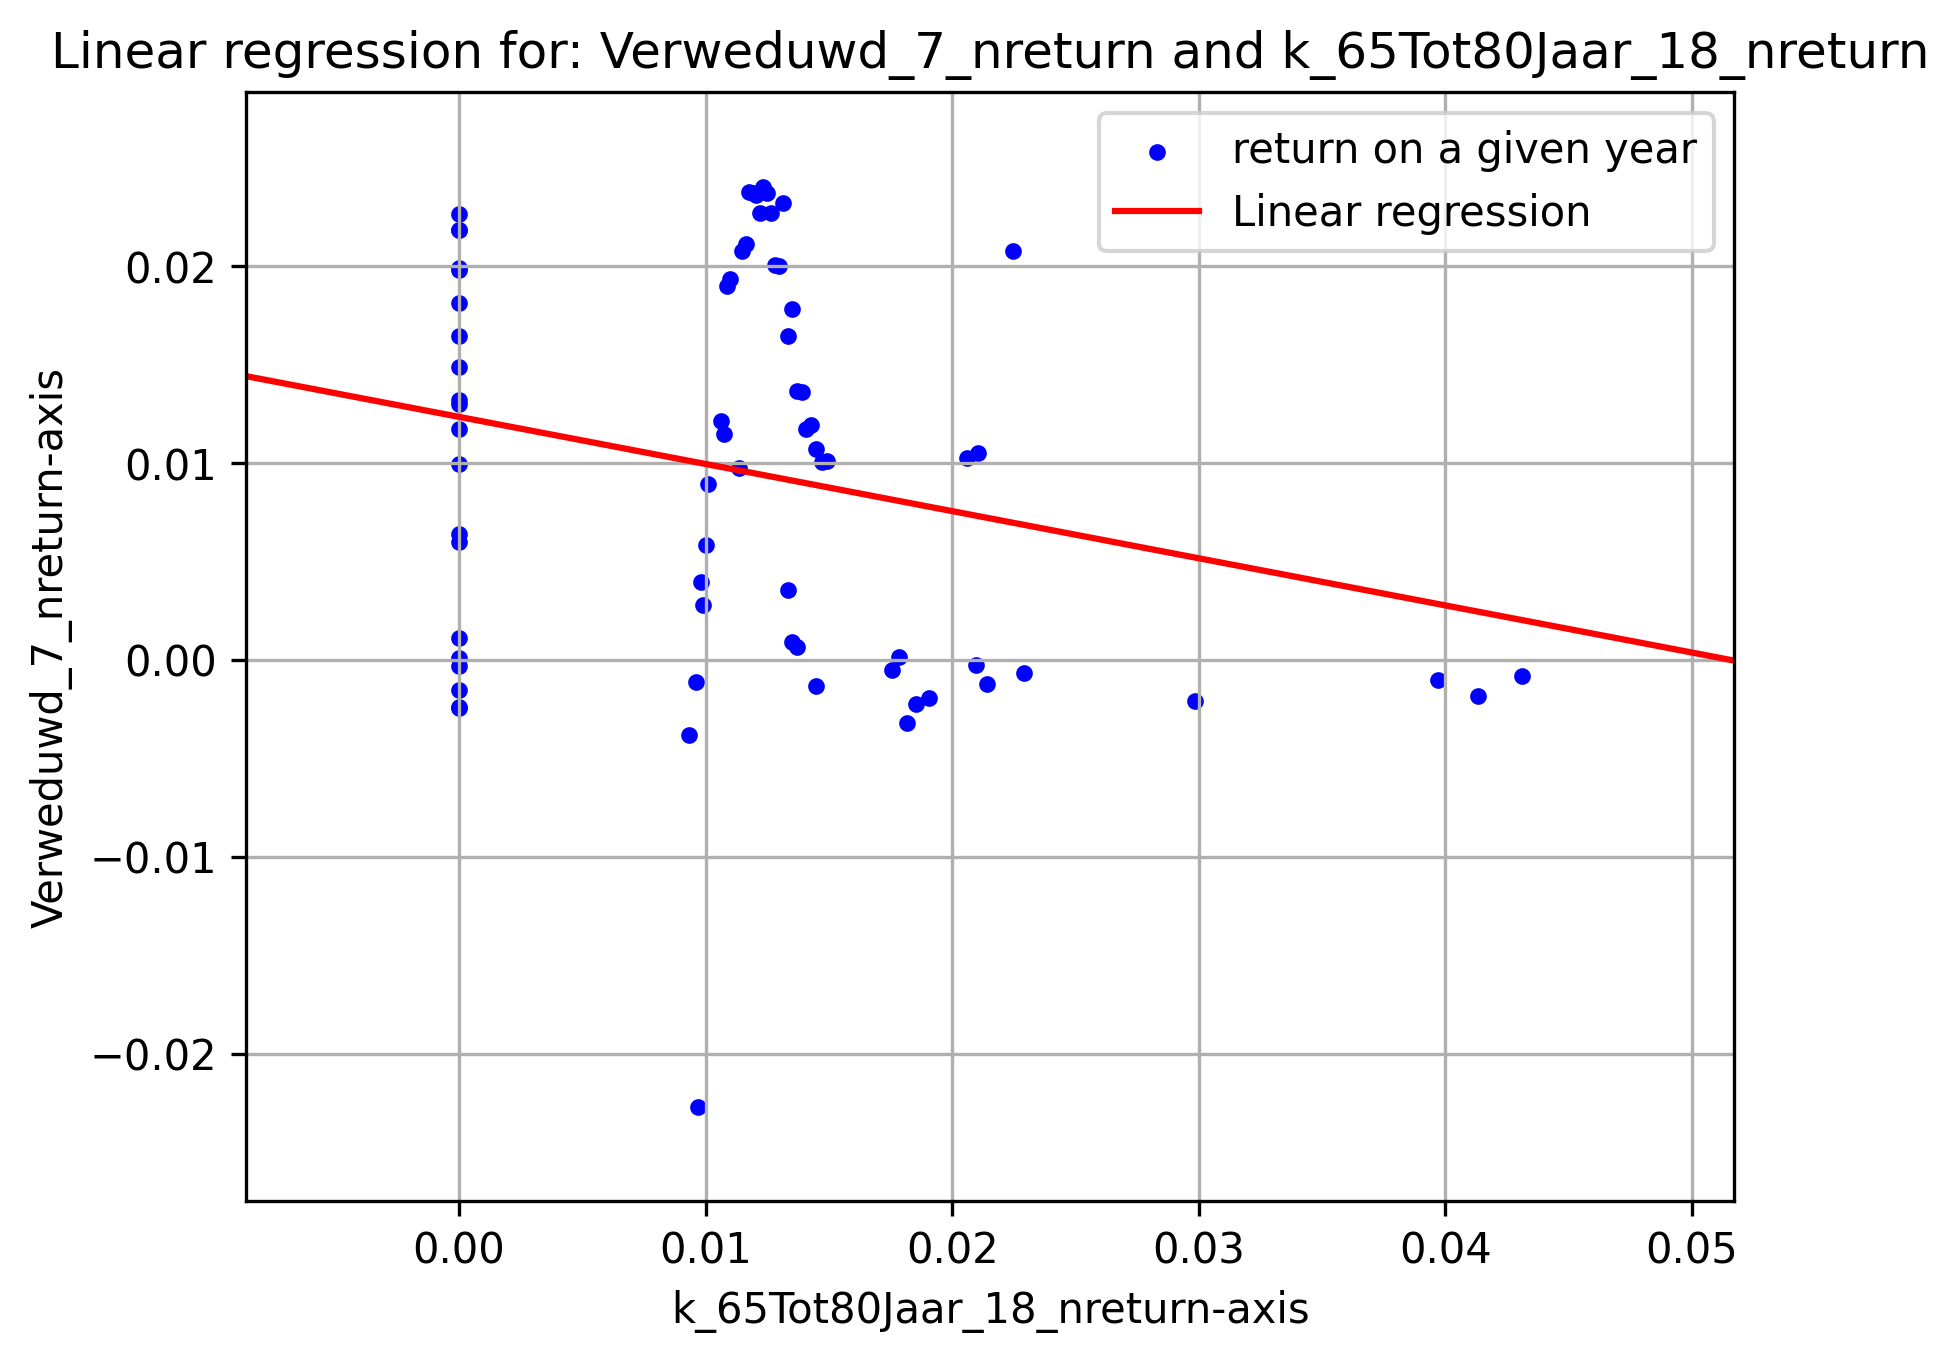 Linear regression for: Verweduwd_7_nreturn and k_65Tot80Jaar_18_nreturn
return on a given year
Linear regression
Verweduwd_7_nreturn-axis
0.02
0.01
0.00
−0.01
−0.02
0.00 0.01 0.02 0.03 0.04 0.05
k_65Tot80Jaar_18_nreturn-axis